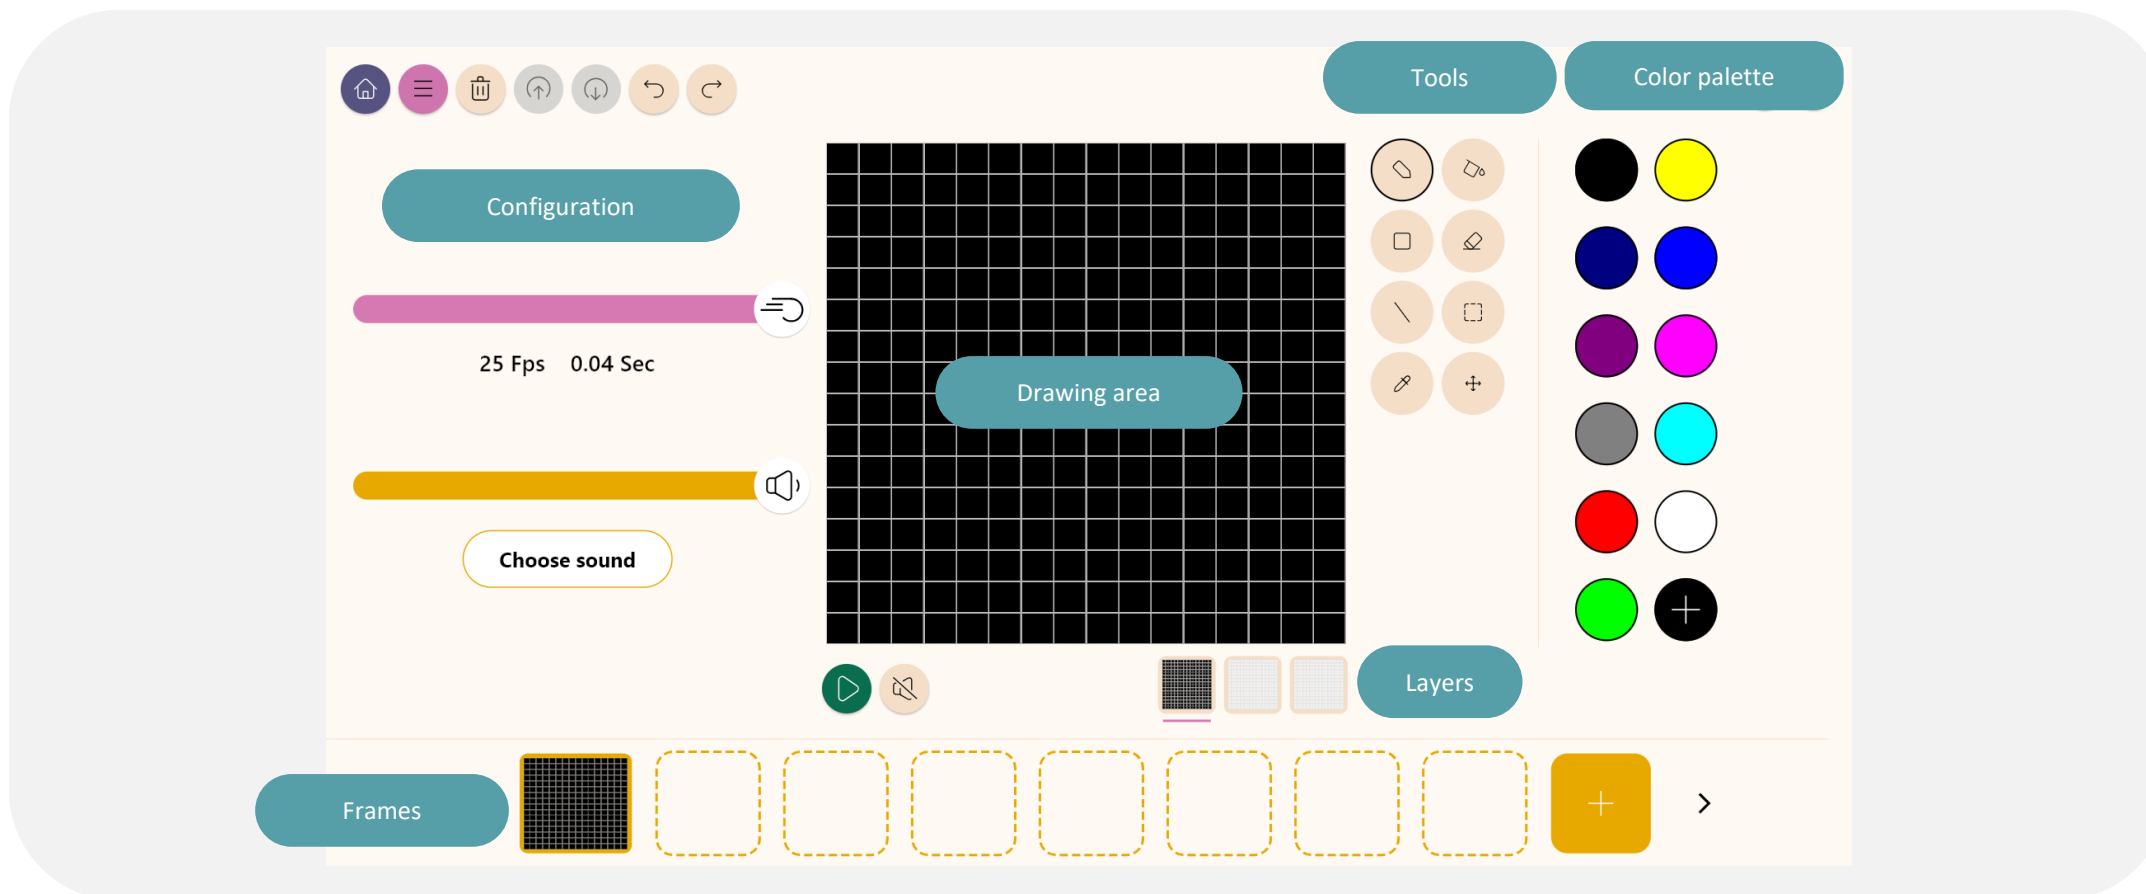 Tools
Color palette
Configuration
25 Fps 0.04 Sec
Drawing area
Choose sound
Layers
Frames